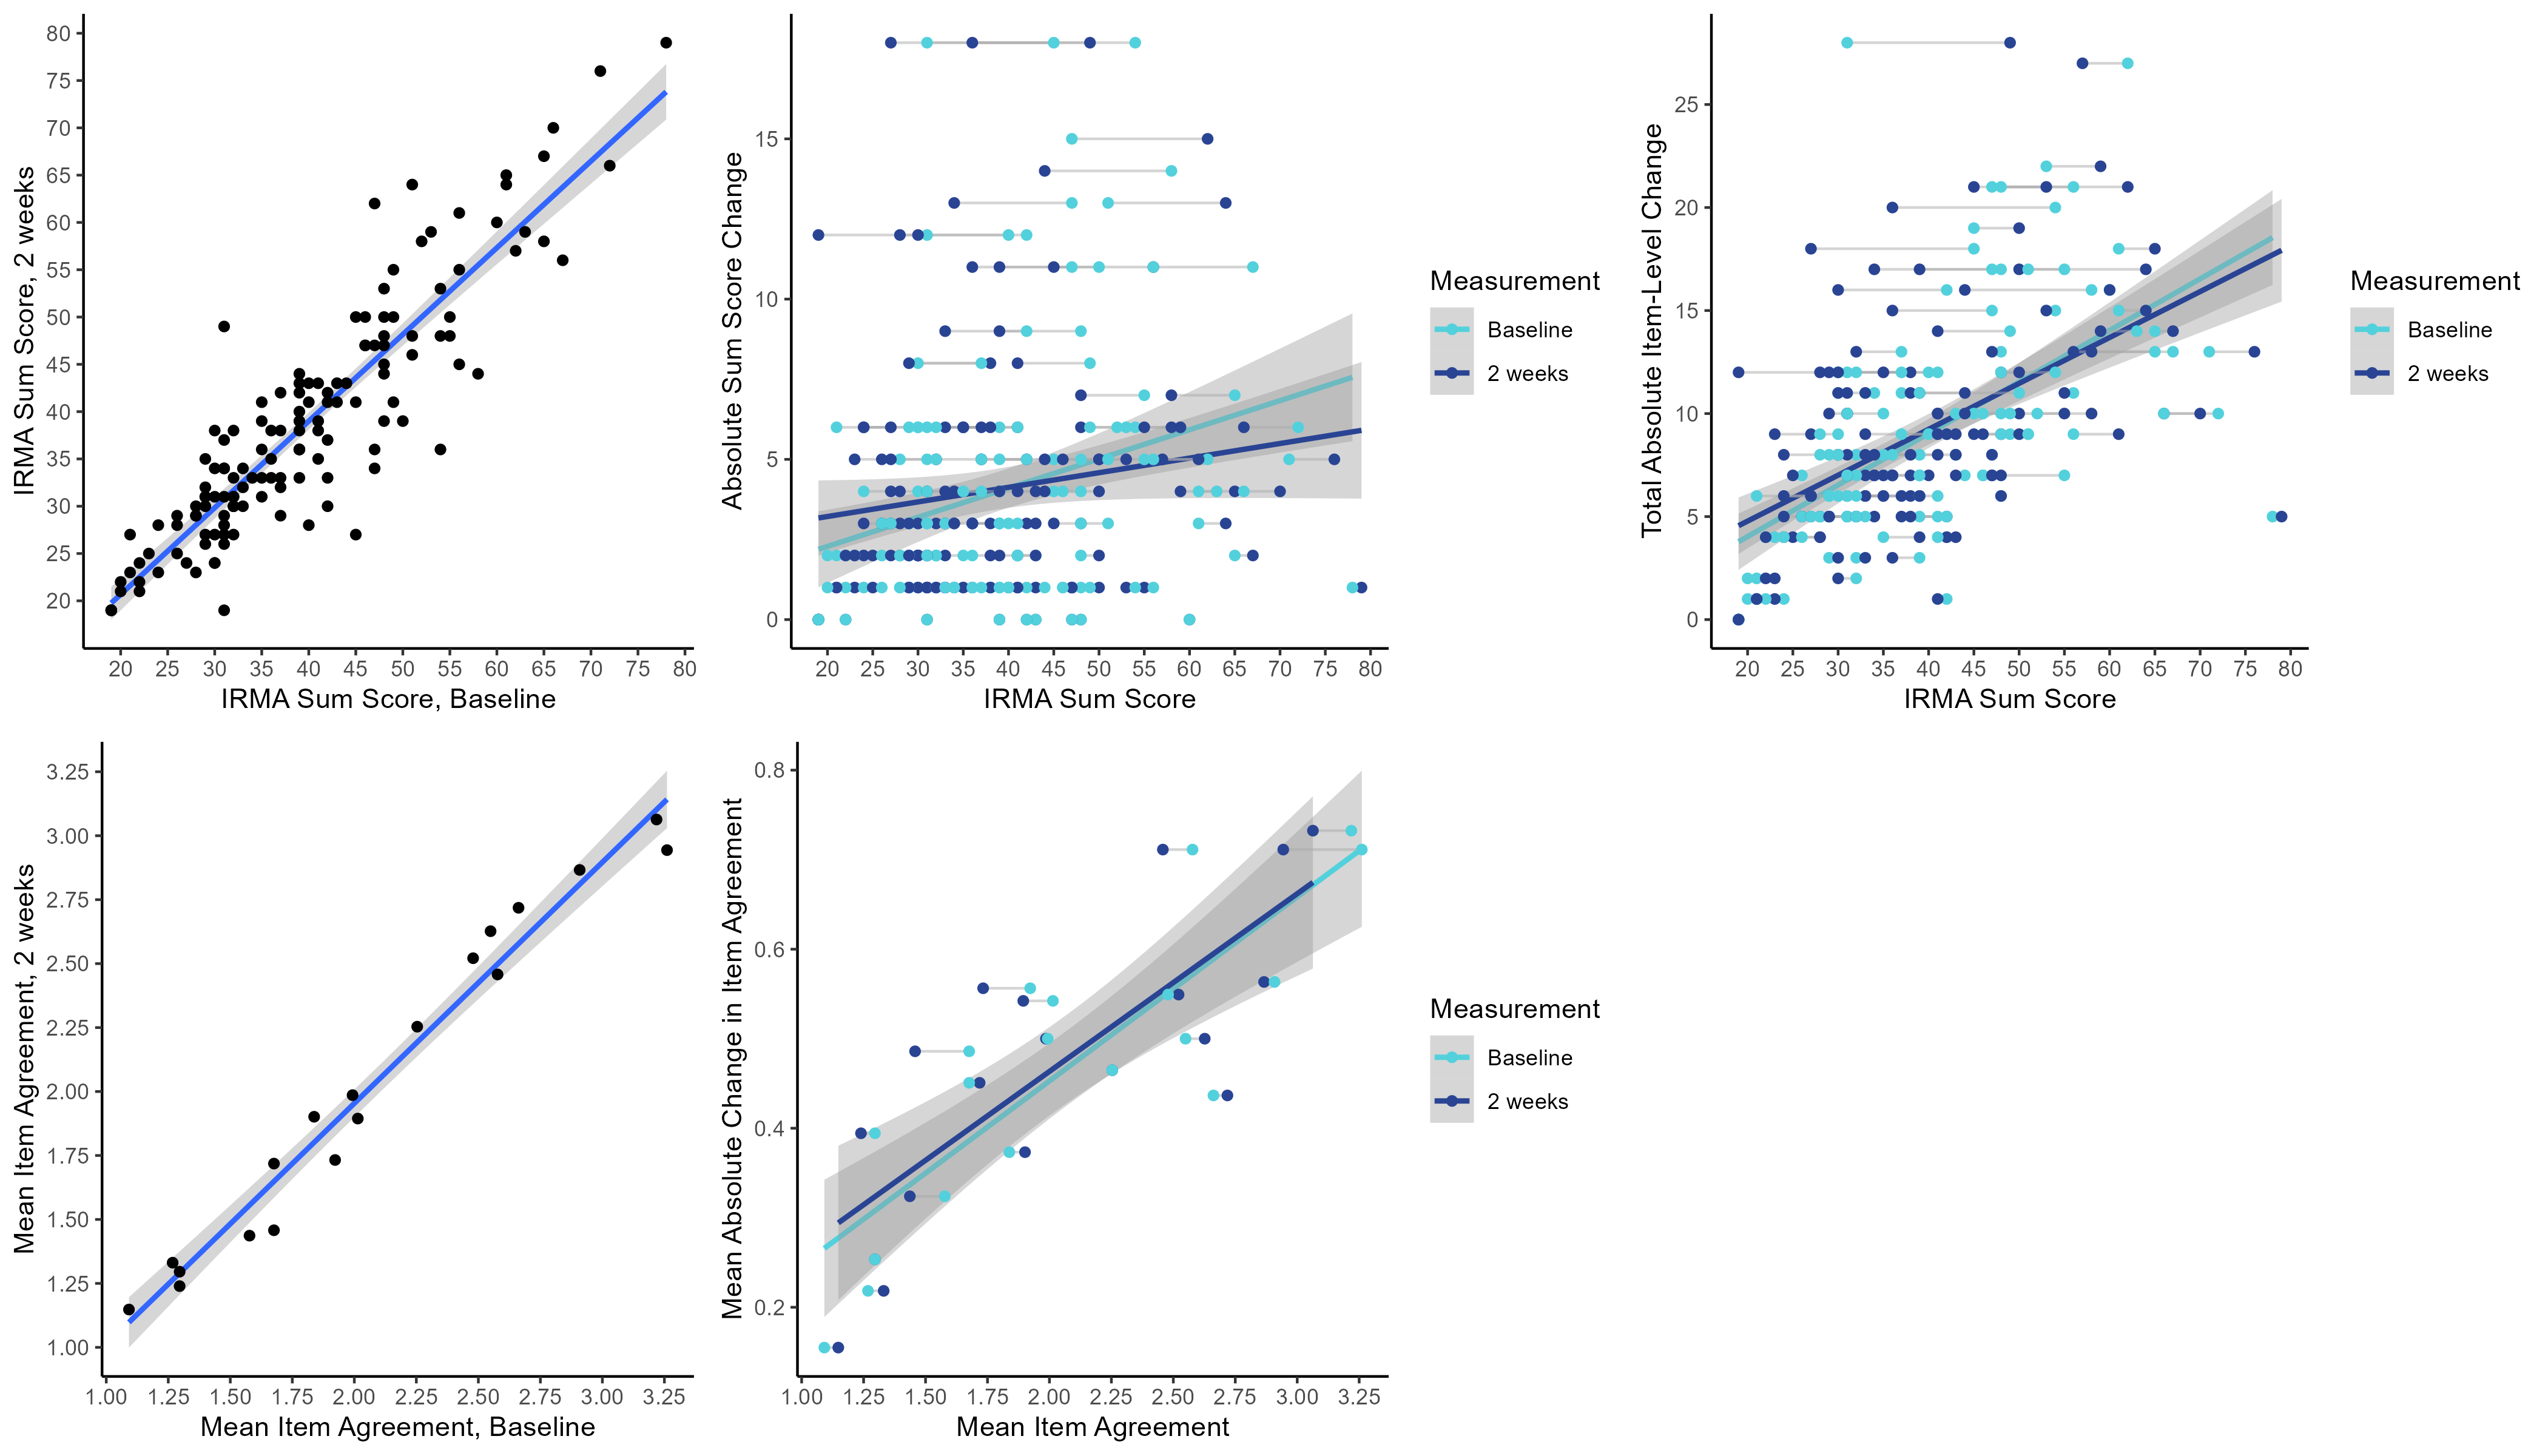 IRMA Sum Score, 2 weeks
80
75
70
65
60
55
50
45
40
35
30
25
20
20 25 30 35 40 45 50 55 60 65 70 75 80
IRMA Sum Score, Baseline
Absolute Sum Score Change
15
10
5
0
20 25 30 35 40 45 50 55 60 65 70 75 80
IRMA Sum Score
Measurement
Baseline
2 weeks
Total Absolute Item-Level Change
25
20
15
10
5
0
20 25 30 35 40 45 50 55 60 65 70 75 80
IRMA Sum Score
Measurement
Baseline
2 weeks
Mean Item Agreement, 2 weeks
3.25
3.00
2.75
2.50
2.25
2.00
1.75
1.50
1.25
1.00
1.00 1.25 1.50 1.75 2.00 2.25 2.50 2.75 3.00 3.25
Mean Item Agreement, Baseline
Mean Absolute Change in Item Agreement
0.8
0.6
0.4
0.2
1.00 1.25 1.50 1.75 2.00 2.25 2.50 2.75 3.00 3.25
Mean Item Agreement
Measurement
Baseline
2 weeks